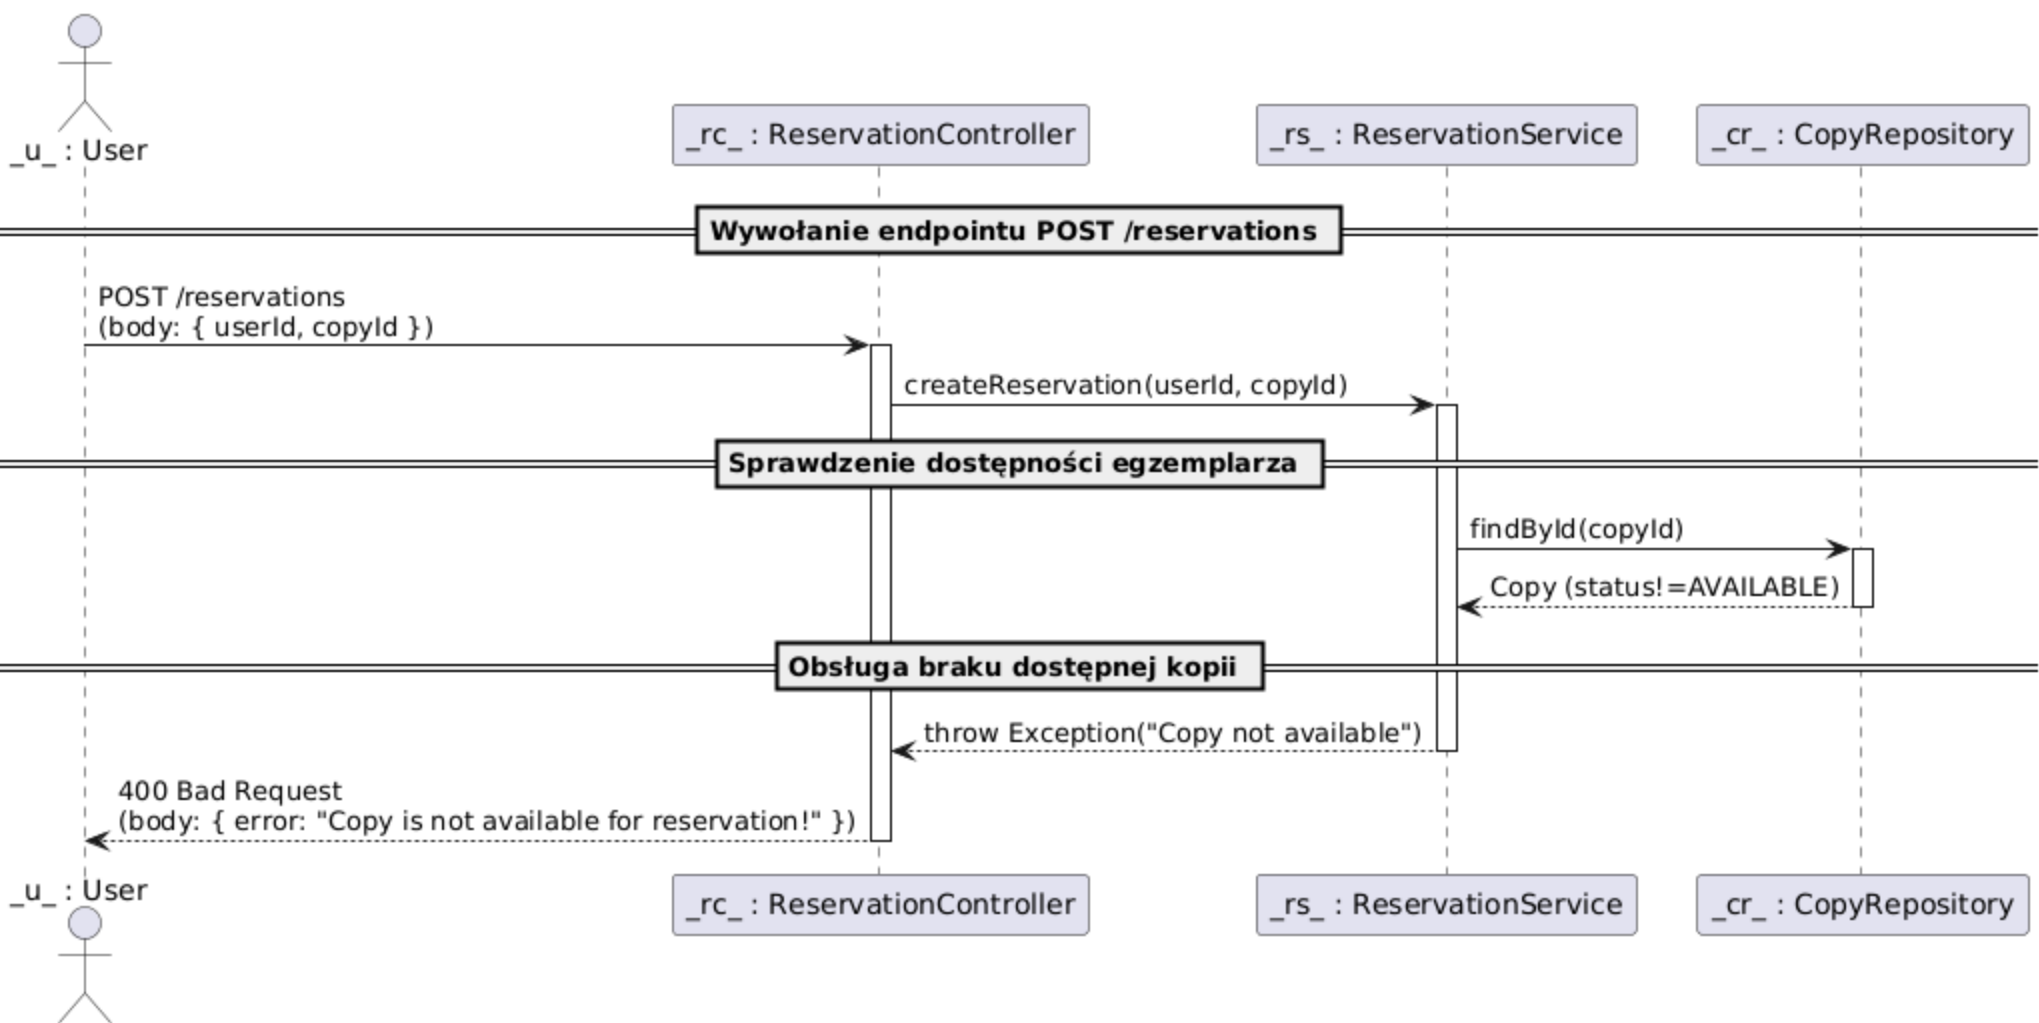 _u_ : User
_rc_ : ReservationController
_rs_ : ReservationService
_cr_ : CopyRepository
Wywołanie endpointu POST /reservations
POST /reservations
(body: { userId, copyId })
createReservation(userId, copyId)
Sprawdzenie dostępności egzemplarza
findById(copyId)
Copy (status!=AVAILABLE)
Obsługa braku dostępnej kopii
throw Exception("Copy not available")
400 Bad Request
(body: { error: "Copy is not available for reservation!" })
_u_ : User
_rc_ : ReservationController
_rs_ : ReservationService
_cr_ : CopyRepository